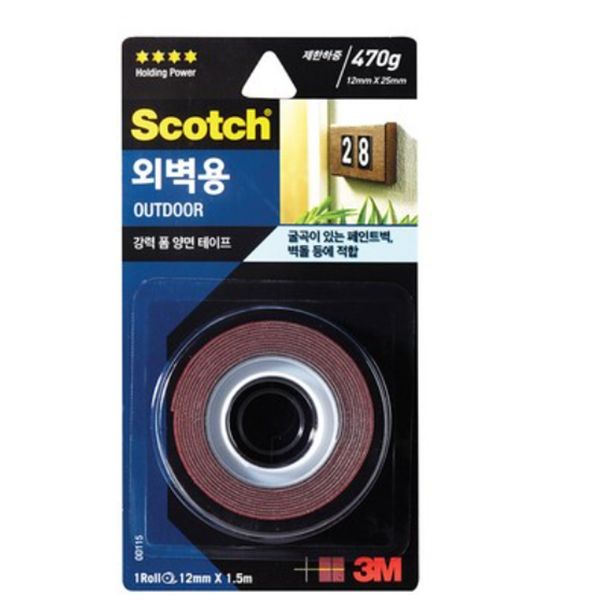 ★★★★
Holding Power
제한하중 470g
12mm X 25mm
Scotch®
28
외벽용
OUTDOOR
강력 폼 양면 테이프
굴곡이 있는 페인트벽,
벽돌 등에 적합
00115
1Roll 12mm X 1.5m
3M